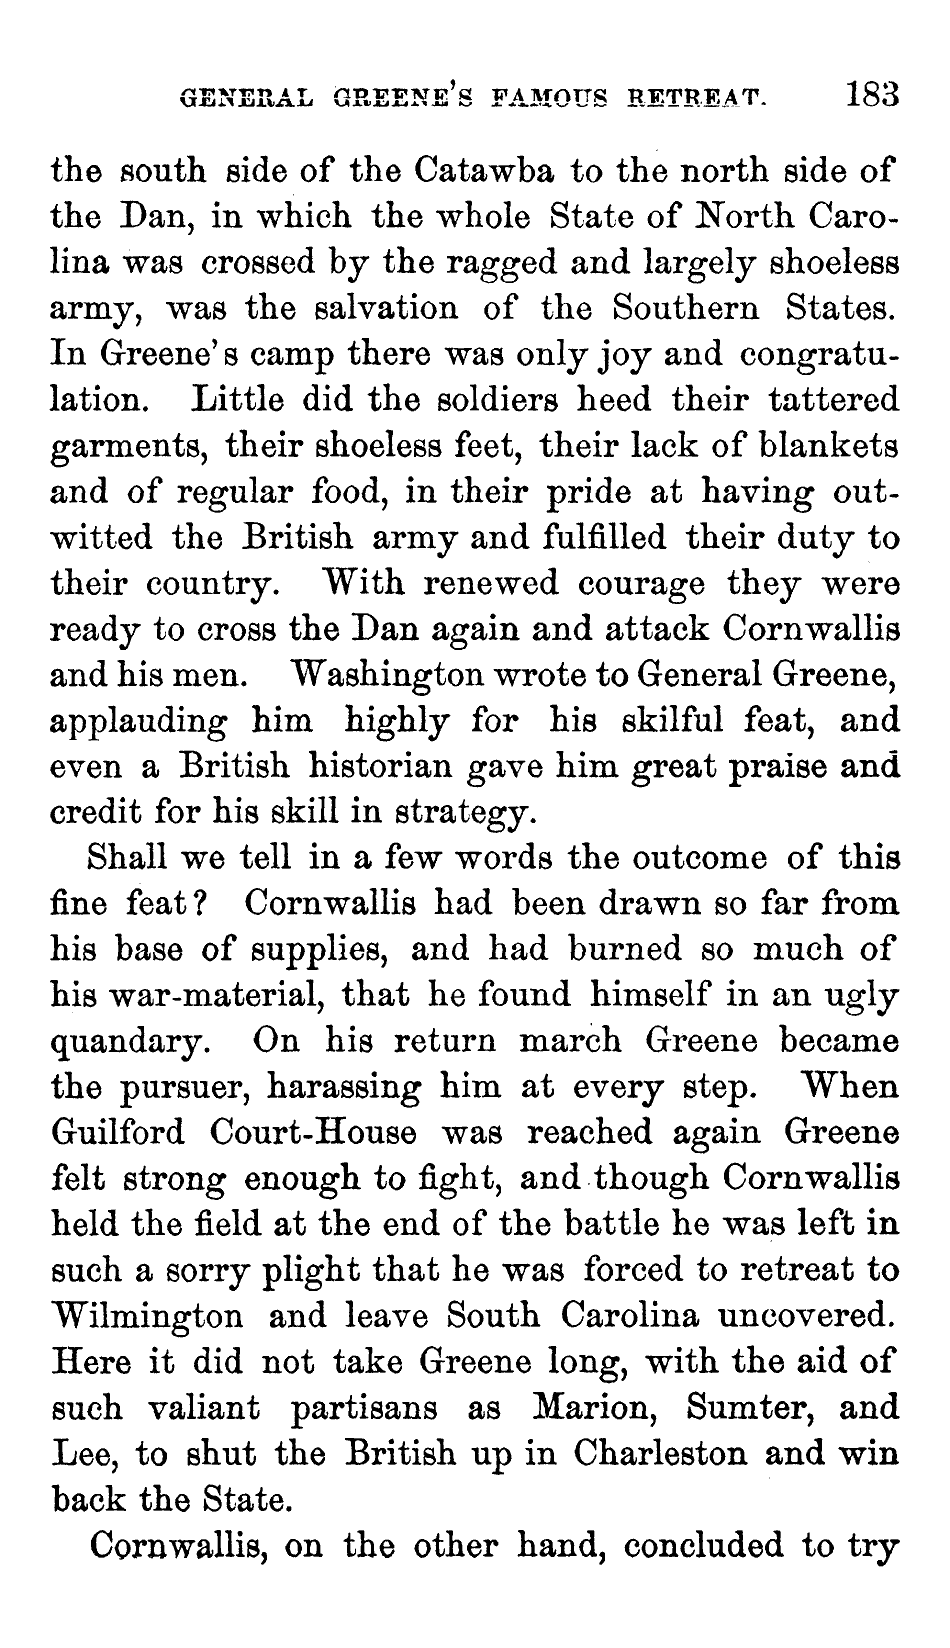 GENERAL GREENE'S FAMOUS RETREAT. 183
the south side of the Catawba to the north side of
the Dan, in which the whole State of North Caro-
lina was crossed by the ragged and largely shoeless
army, was the salvation of the Southern States.
In Greene's camp there was only joy and congratu-
lation. Little did the soldiers heed their tattered
garments, their shoeless feet, their lack of blankets
and of regular food, in their pride at having out-
witted the British army and fulfilled their duty to
their country. With renewed courage they were
ready to cross the Dan again and attack Cornwallis
and his men. Washington wrote to General Greene,
applauding him highly for his skilful feat, and
even a British historian gave him great praise and
credit for his skill in strategy.
Shall we tell in a few words the outcome of this
fine feat? Cornwallis had been drawn so far from
his base of supplies, and had burned so much of
his war-material, that he found himself in an ugly
quandary. On his return march Greene became
the pursuer, harassing him at every step. When
Guilford Court-House was reached again Greene
felt strong enough to fight, and though Cornwallis
held the field at the end of the battle he was left in
such a sorry plight that he was forced to retreat to
Wilmington and leave South Carolina uncovered.
Here it did not take Greene long, with the aid of
such valiant partisans as Marion, Sumter, and
Lee, to shut the British up in Charleston and win
back the State.
Cornwallis, on the other hand, concluded to try